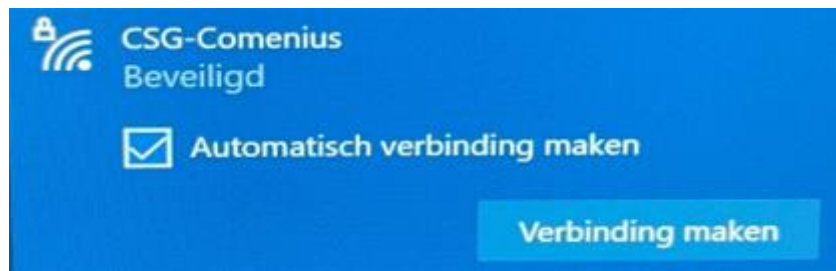 CSG-Comenius
Beveiligd
Automatisch verbinding maken
Verbinding maken